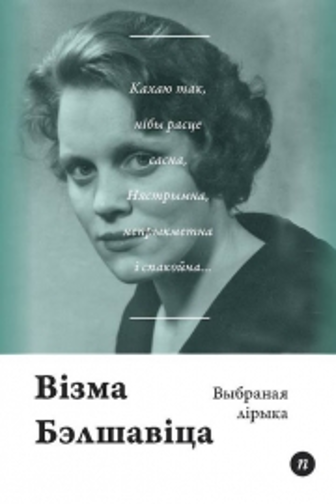 Кахаю так,
нібы расце
сасна,
Нястрымна,
непрыкметна
і спакойна...
Візма
Бэлшавіца
Выбраная
лірыка
п